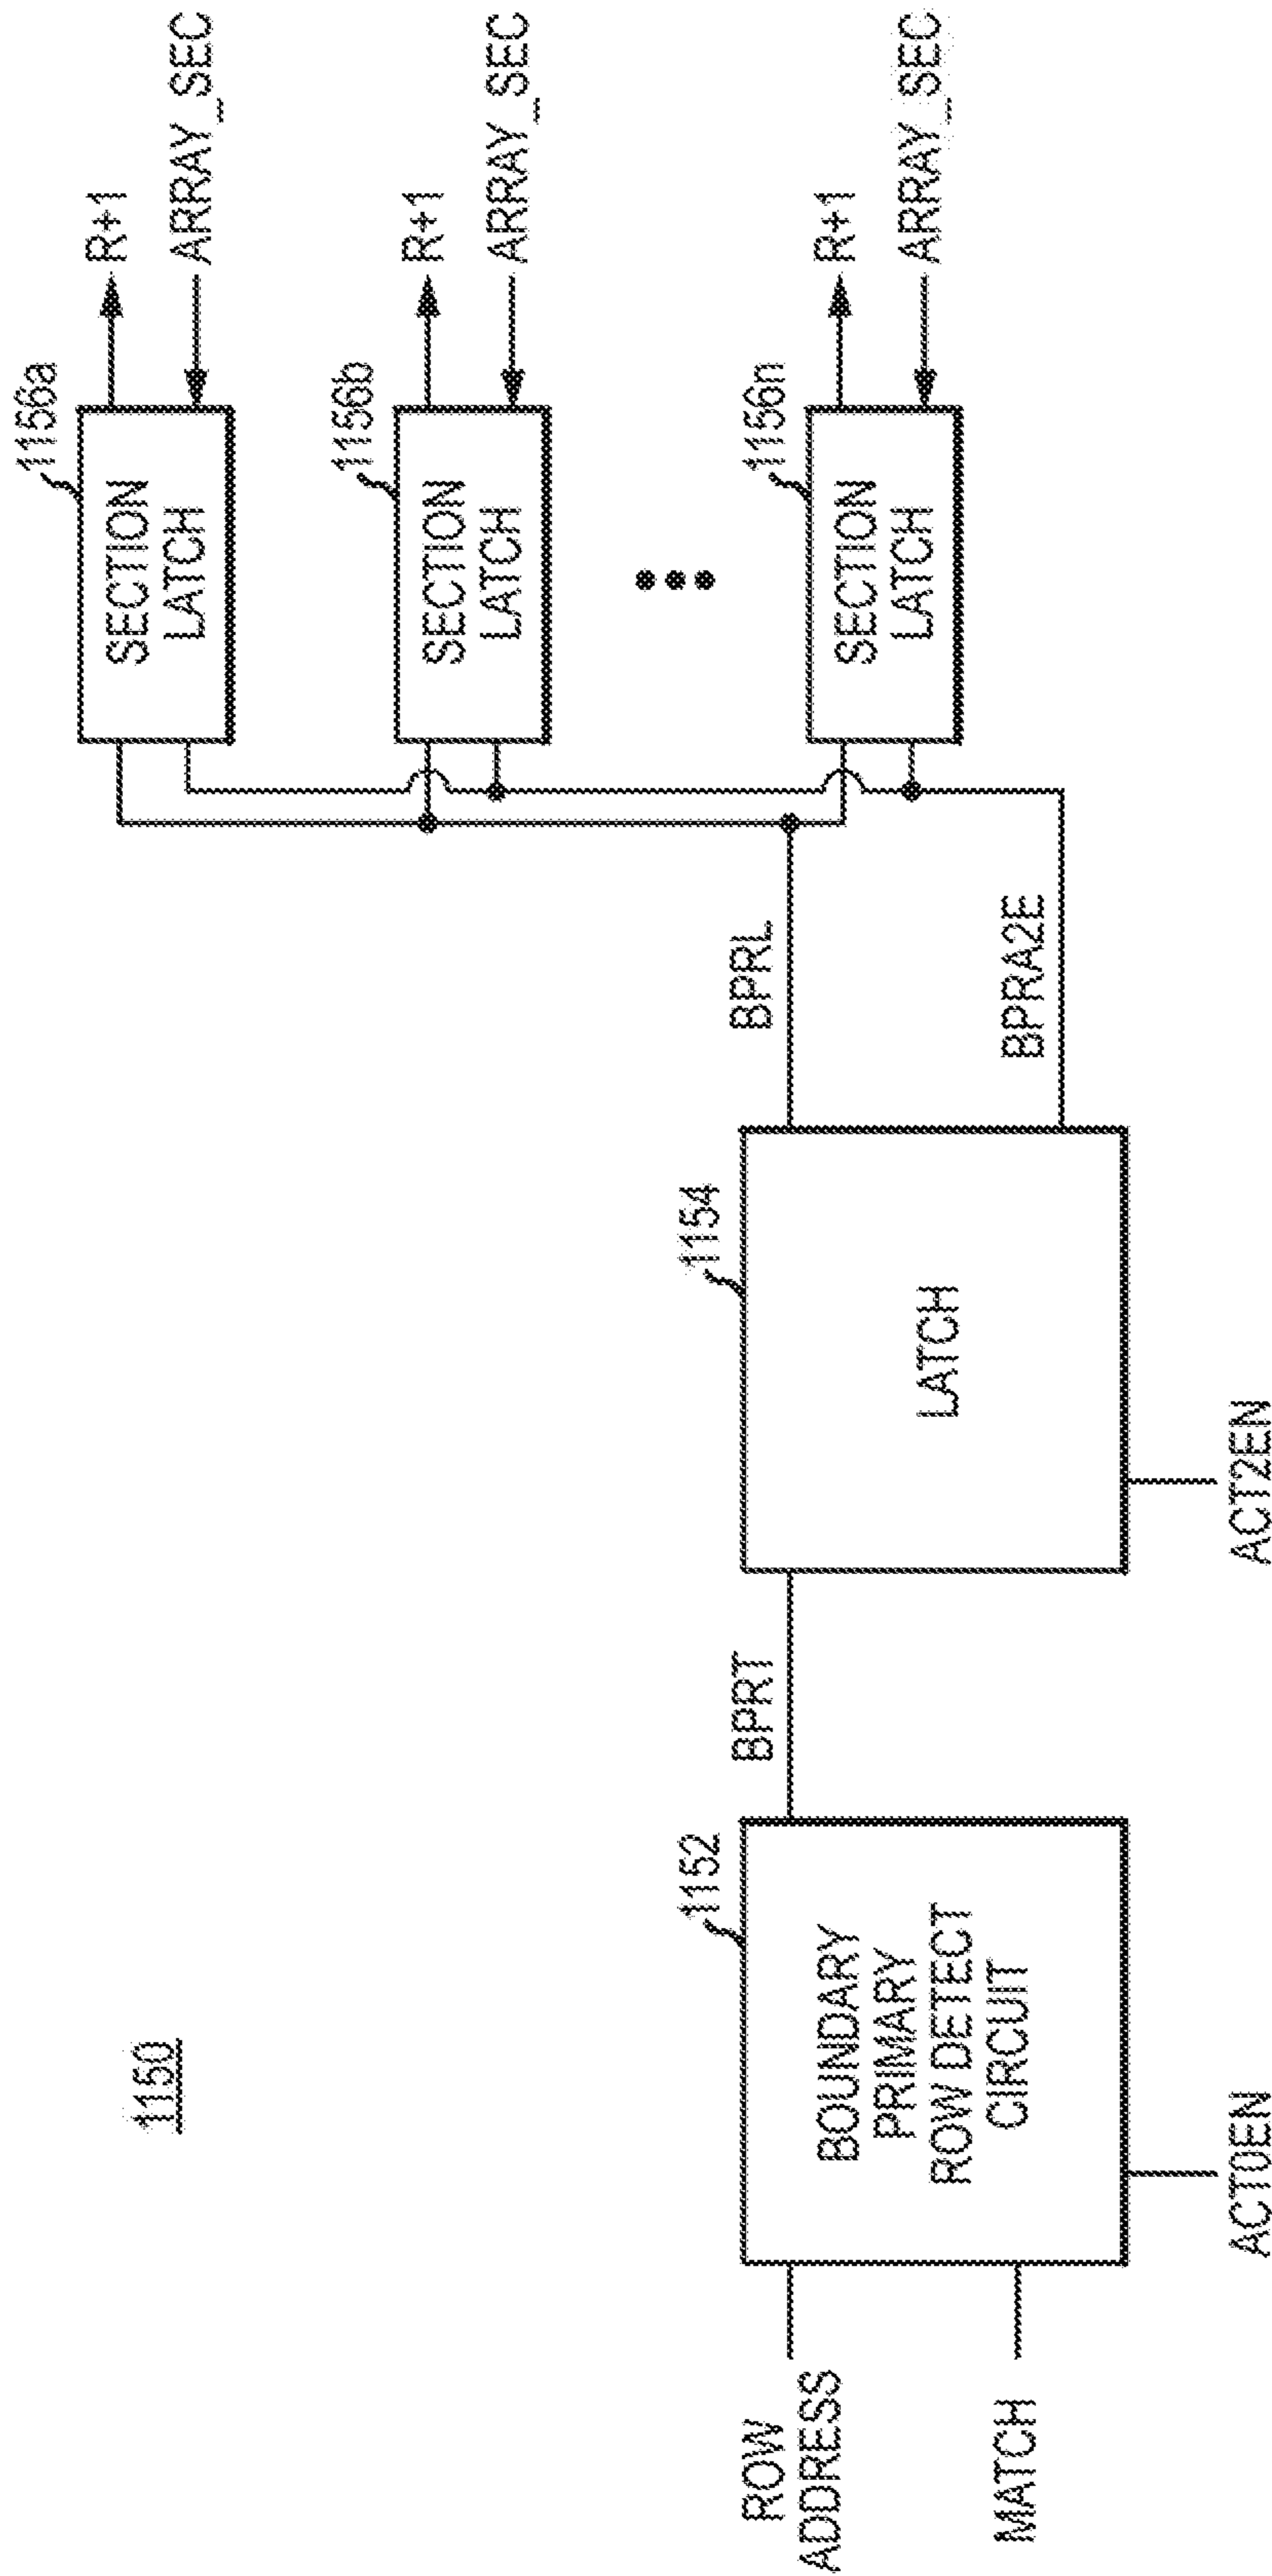 1150
ROW
ADDRESS
MATCH
1152
BOUNDARY
PRIMARY
ROW DETECT
CIRCUIT
ACT0EN
BPRT
1154
LATCH
ACT2EN
BPRL
BPRA2E
1156a
SECTION
LATCH
R+1
ARRAY_SEC
1156b
SECTION
LATCH
R+1
ARRAY_SEC
1156n
SECTION
LATCH
R+1
ARRAY_SEC